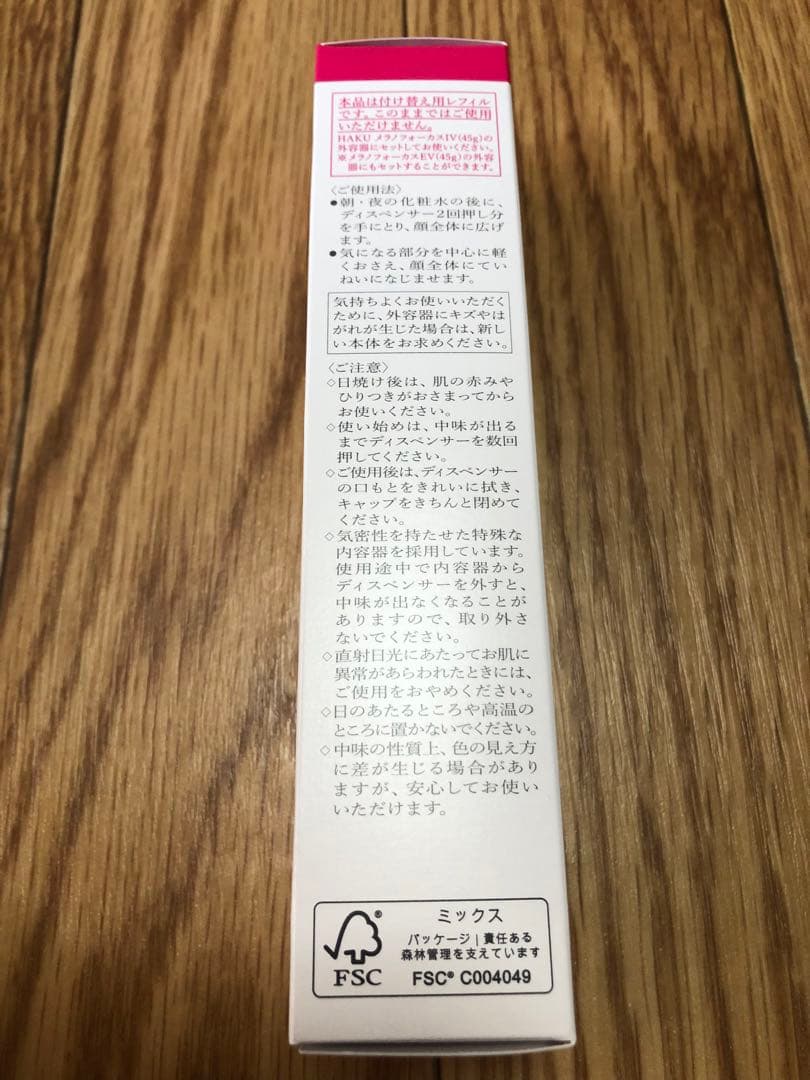 本品は付け替え用レフィル
です。このままではご使用
いただけません。
HAKU メラノフォーカスIV(45g)の
外容器にセットしてお使いください。
※メラノフォーカスEV(45g)の外容
器にもセットすることができます。
〈ご使用法〉
●朝・夜の化粧水の後に、
ディスペンサー2回押し分
を手にとり、顔全体に広げ
ます。
●気になる部分を中心に軽
くおさえ、顔全体にてい
ねいになじませます。
気持ちよくお使いいただく
ために、外容器にキズやは
がれが生じた場合は、新し
い本体をお求めください。
〈ご注意〉
◇日焼け後は、肌の赤みや
ひりつきがおさまってから
お使いください。
◇使い始めは、中味が出る
までディスペンサーを数回
押してください。
◇ご使用後は、ディスペンサー
の口もとをきれいに拭き、
キャップをきちんと閉めて
ください。
◇気密性を持たせた特殊な
内容器を採用しています。
使用途中で内容器から
ディスペンサーを外すと、
中味が出なくなることが
ありますので、取り外さ
ないでください。
◇直射日光にあたってお肌に
異常があらわれたときには、
ご使用をおやめください。
◇日のあたるところや高温の
ところに置かないでください。
◇中味の性質上、色の見え方
に差が生じる場合があり
ますが、安心してお使い
いただけます。
ミックス
パッケージ|責任ある
森林管理を支えています
FSC® C004049
®
FSC